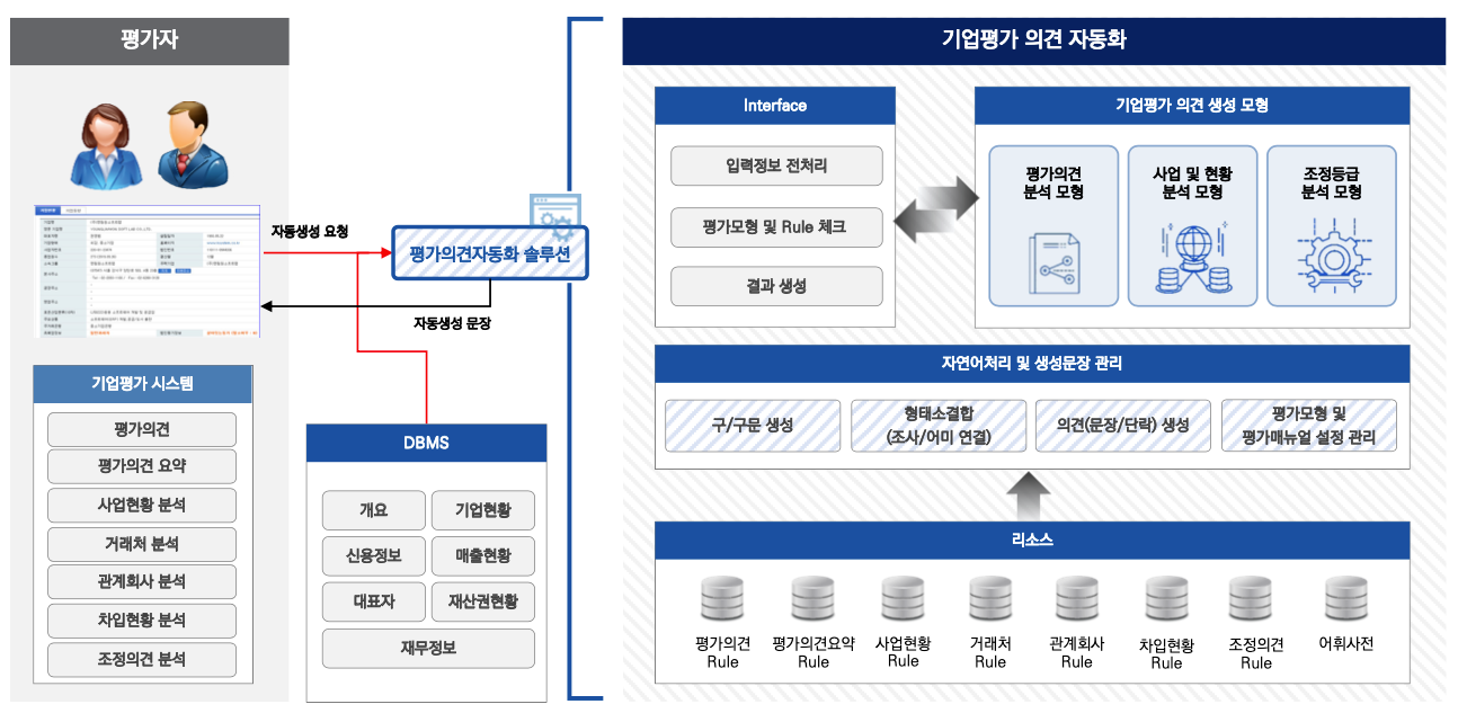 평가자
자동생성 요청
평가의견자동화 솔루션
자동생성 문장
기업평가 시스템
평가의견
평가의견 요약
사업현황 분석
거래처 분석
관계회사 분석
차입현황 분석
조정의견 분석
DBMS
개요
기업현황
신용정보
매출현황
대표자
재산권현황
재무정보
기업평가 의견 자동화
Interface
입력정보 전처리
평가모형 및 Rule 체크
결과 생성
기업평가 의견 생성 모형
평가의견
분석 모형
사업 및 현황
분석 모형
조정등급
분석 모형
자연어처리 및 생성문장 관리
구/구문 생성
형태소결합
(조사/어미 연결)
의견(문장/단락) 생성
평가모형 및
평가매뉴얼 설정 관리
리소스
평가의견
Rule
평가의견요약
Rule
사업현황
Rule
거래처
Rule
관계회사
Rule
차입현황
Rule
조정의견
Rule
어휘사전